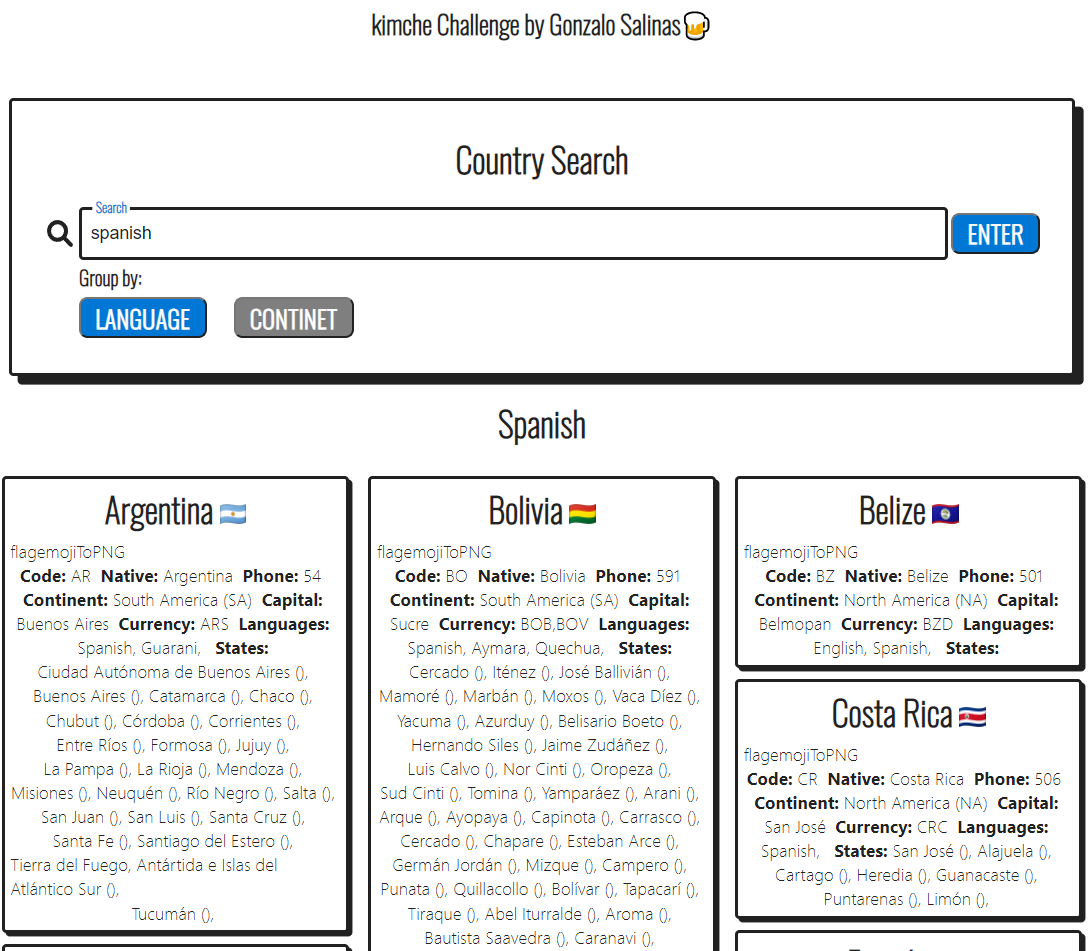 kimche Challenge by Gonzalo Salinas🍺
Country Search
Search
spanish
ENTER
Group by:
LANGUAGE
CONTINET
Spanish
Argentina 🇦🇷
flagemojiToPNG
Code: AR Native: Argentina Phone: 54
Continent: South America (SA) Capital:
Buenos Aires Currency: ARS Languages:
Spanish, Guarani, States:
Ciudad Autónoma de Buenos Aires (),
Buenos Aires (), Catamarca (), Chaco (),
Chubut (), Córdoba (), Corrientes (),
Entre Ríos (), Formosa (), Jujuy (),
La Pampa (), La Rioja (), Mendoza (),
Misiones (), Neuquén (), Río Negro (), Salta (),
San Juan (), San Luis (), Santa Cruz (),
Santa Fe (), Santiago del Estero (),
Tierra del Fuego, Antártida e Islas del
Atlántico Sur (),
Tucumán (),
Bolivia 🇧🇴
flagemojiToPNG
Code: BO Native: Bolivia Phone: 591
Continent: South America (SA) Capital:
Sucre Currency: BOB,BOV Languages:
Spanish, Aymara, Quechua, States:
Cercado (), Iténez (), José Ballivián (),
Mamoré (), Marbán (), Moxos (), Vaca Díez (),
Yacuma (), Azurduy (), Belisario Boeto (),
Hernando Siles (), Jaime Zudáñez (),
Luis Calvo (), Nor Cinti (), Oropeza (),
Sud Cinti (), Tomina (), Yamparáez (), Arani (),
Arque (), Ayopaya (), Capinota (), Carrasco (),
Cercado (), Chapare (), Esteban Arce (),
Germán Jordán (), Mizque (), Campero (),
Punata (), Quillacollo (), Bolívar (), Tapacarí (),
Tiraque (), Abel Iturralde (), Aroma (),
Bautista Saavedra (), Caranavi (),
Belize 🇧🇿
flagemojiToPNG
Code: BZ Native: Belize Phone: 501
Continent: North America (NA) Capital:
Belmopan Currency: BZD Languages:
English, Spanish, States:
Costa Rica 🇨🇷
flagemojiToPNG
Code: CR Native: Costa Rica Phone: 506
Continent: North America (NA) Capital:
San José Currency: CRC Languages:
Spanish, States: San José (), Alajuela (),
Cartago (), Heredia (), Guanacaste (),
Puntarenas (), Limón (),